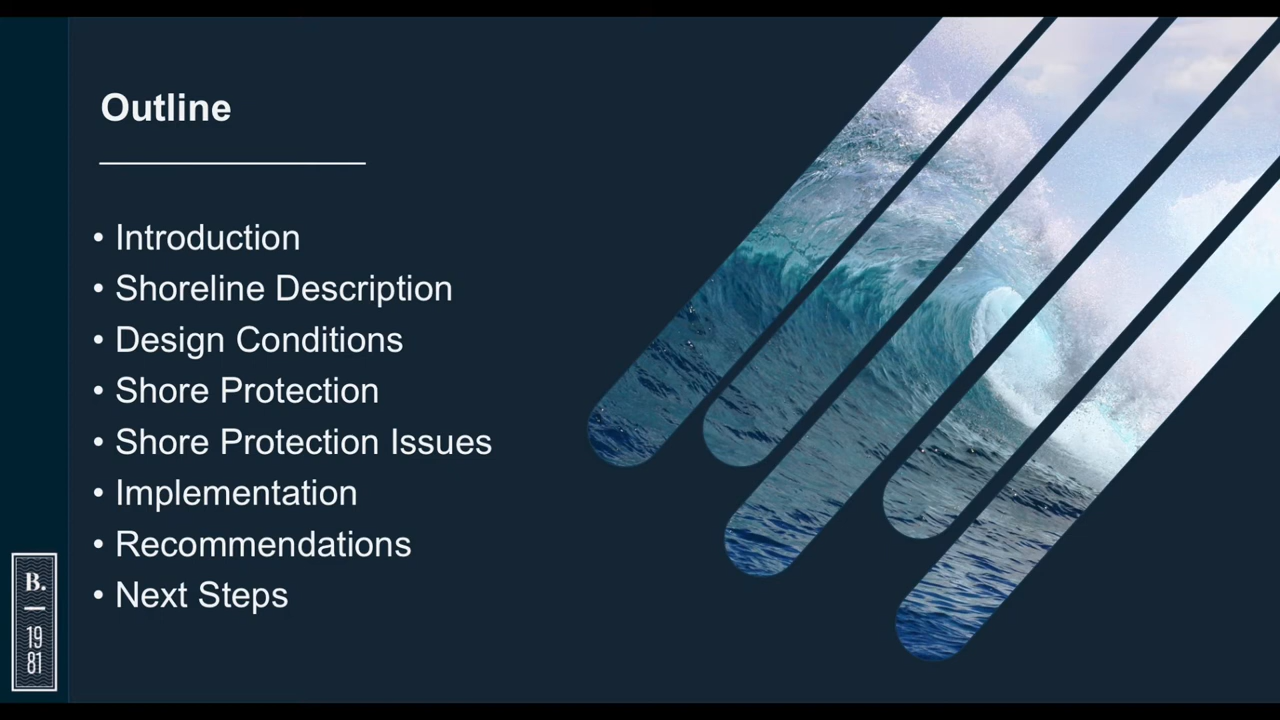 Outline
• Introduction
• Shoreline Description
• Design Conditions
• Shore Protection
• Shore Protection Issues
• Implementation
• Recommendations
• Next Steps
B.
19
81